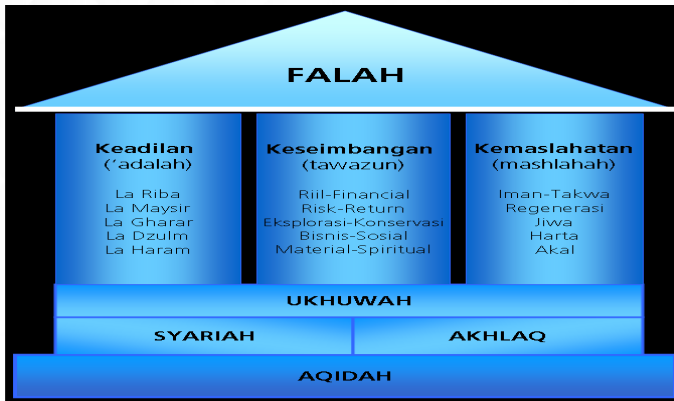 FALAH
Keadilan
('adalah)
La Riba
La Maysir
La Gharar
La Dzulm
La Haram
Keseimbangan
(tawazun)
Riil-Financial
Risk-Return
Eksplorasi-Konservasi
Bisnis-Sosial
Material-Spiritual
Kemaslahatan
(mashlahah)
Iman-Takwa
Regenerasi
Jiwa
Harta
Akal
UKHUWAH
SYARIAH
AKHLAQ
AQIDAH